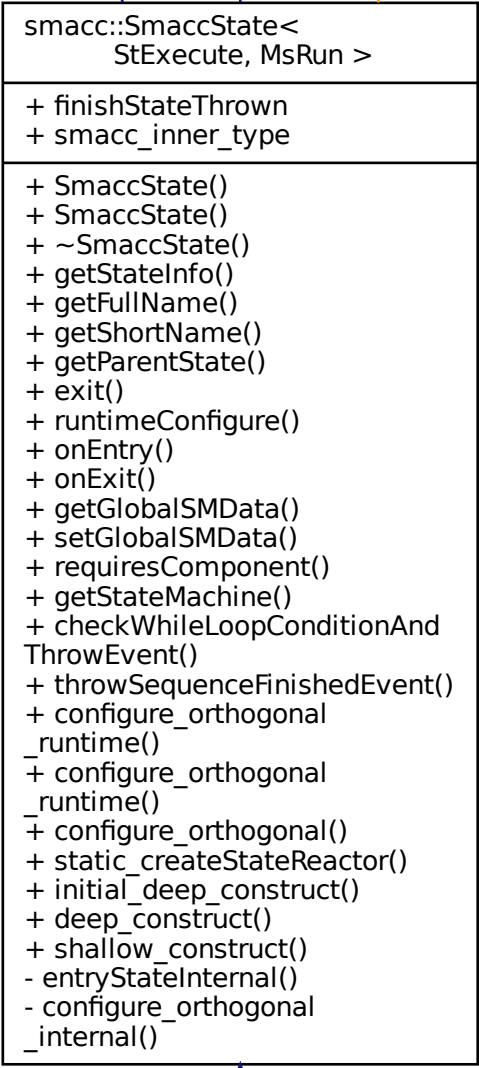 smacc::SmaccState<
StExecute, MsRun >
+ finishStateThrown
+ smacc_inner_type
+ SmaccState()
+ SmaccState()
+ ~SmaccState()
+ getStateInfo()
+ getFullName()
+ getShortName()
+ getParentState()
+ exit()
+ runtimeConfigure()
+ onEntry()
+ onExit()
+ getGlobalSMData()
+ setGlobalSMData()
+ requiresComponent()
+ getStateMachine()
+ checkWhileLoopConditionAnd
ThrowEvent()
+ throwSequenceFinishedEvent()
+ configure_orthogonal
_runtime()
+ configure_orthogonal
_runtime()
+ configure_orthogonal()
+ static_createStateReactor()
+ initial_deep_construct()
+ deep_construct()
+ shallow_construct()
- entryStateInternal()
- configure_orthogonal
_internal()